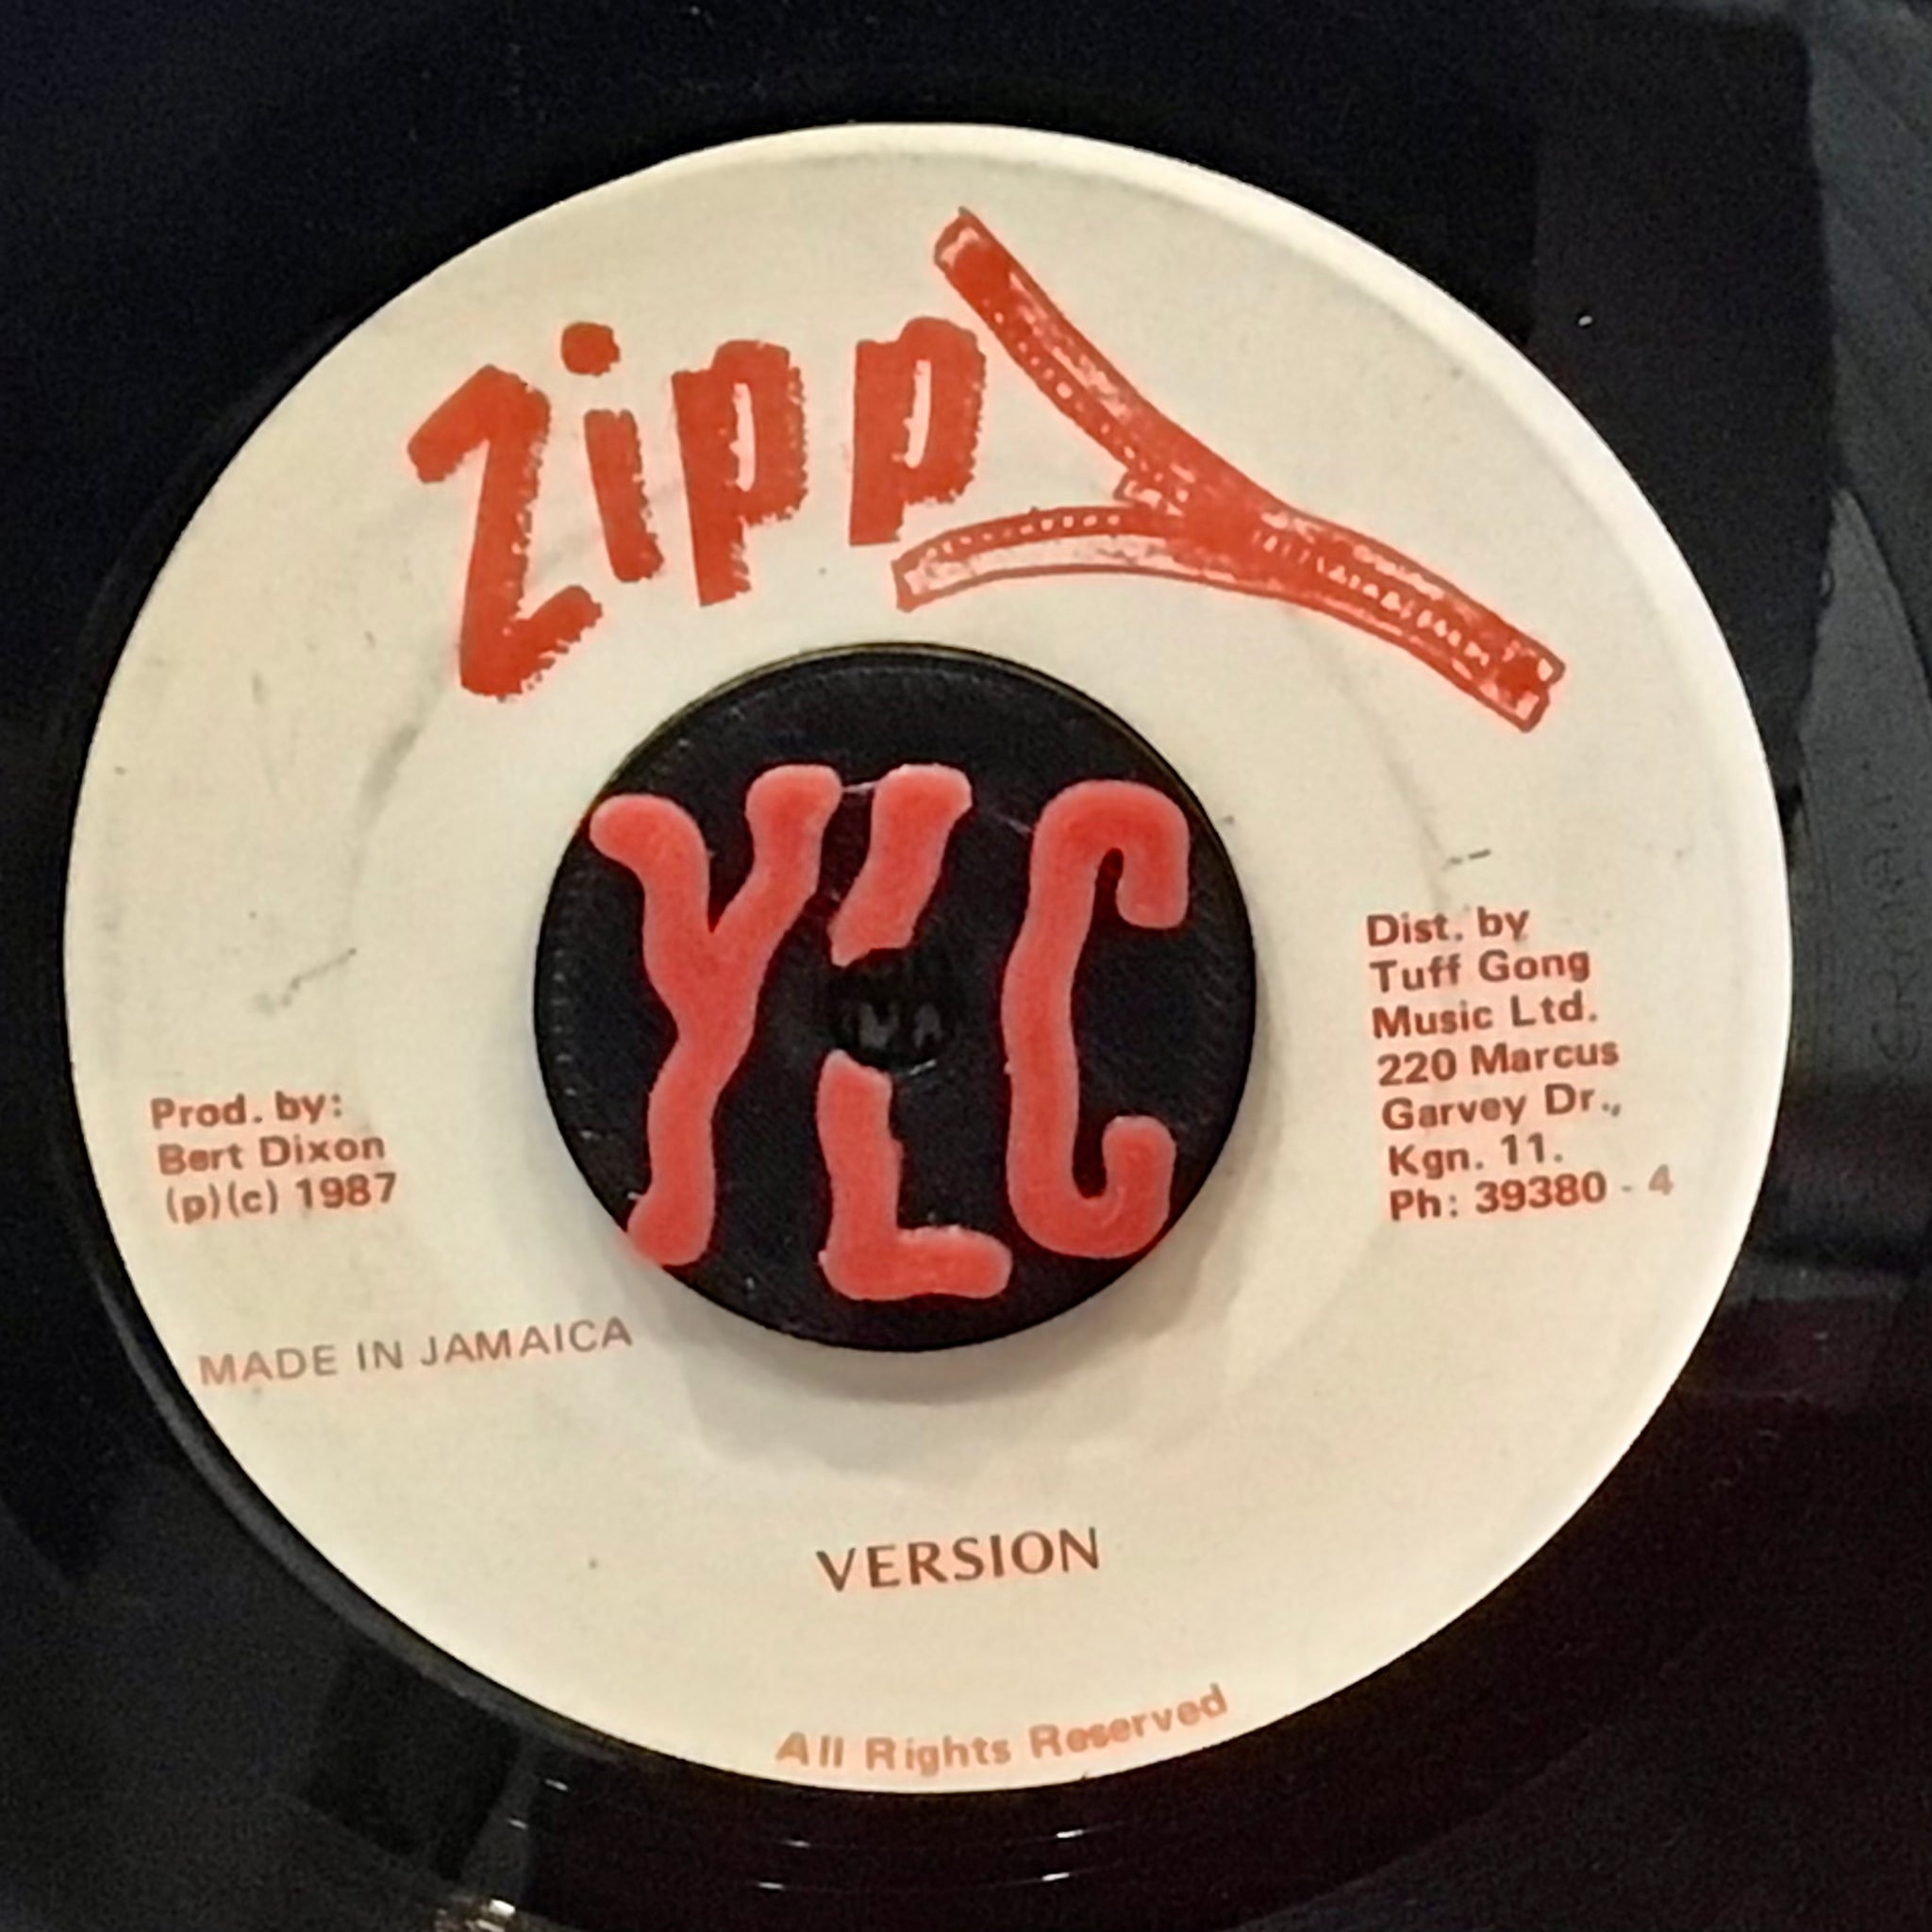 Zippy
Y L C
Dist. by
Tuff Gong
Music Ltd.
220 Marcus
Garvey Dr.,
Kgn. 11.
Ph: 39380 - 4
Prod. by:
Bert Dixon
(p)(c) 1987
MADE IN JAMAICA
VERSION
All Rights Reserved